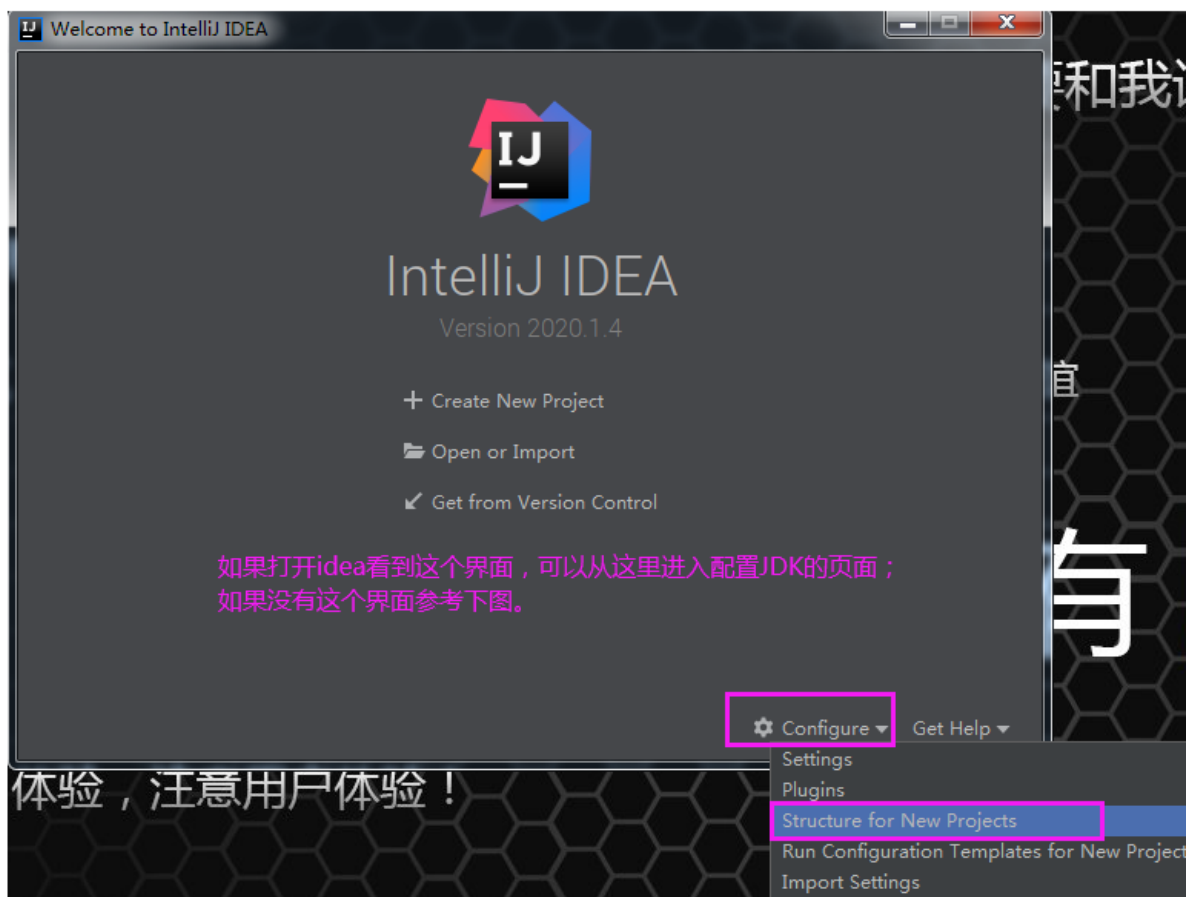 Welcome to IntelliJ IDEA
要和我
IJ
IntelliJ IDEA
Version 2020.1.4
Create New Project
Open or Import
Get from Version Control
如果打开idea看到这个界面，可以从这里进入配置JDK的页面；
如果没有这个界面参考下图。
有
Configure
Get Help
体验，注意用户体验！
Settings
Plugins
Structure for New Projects
Run Configuration Templates for New Project
Import Settings